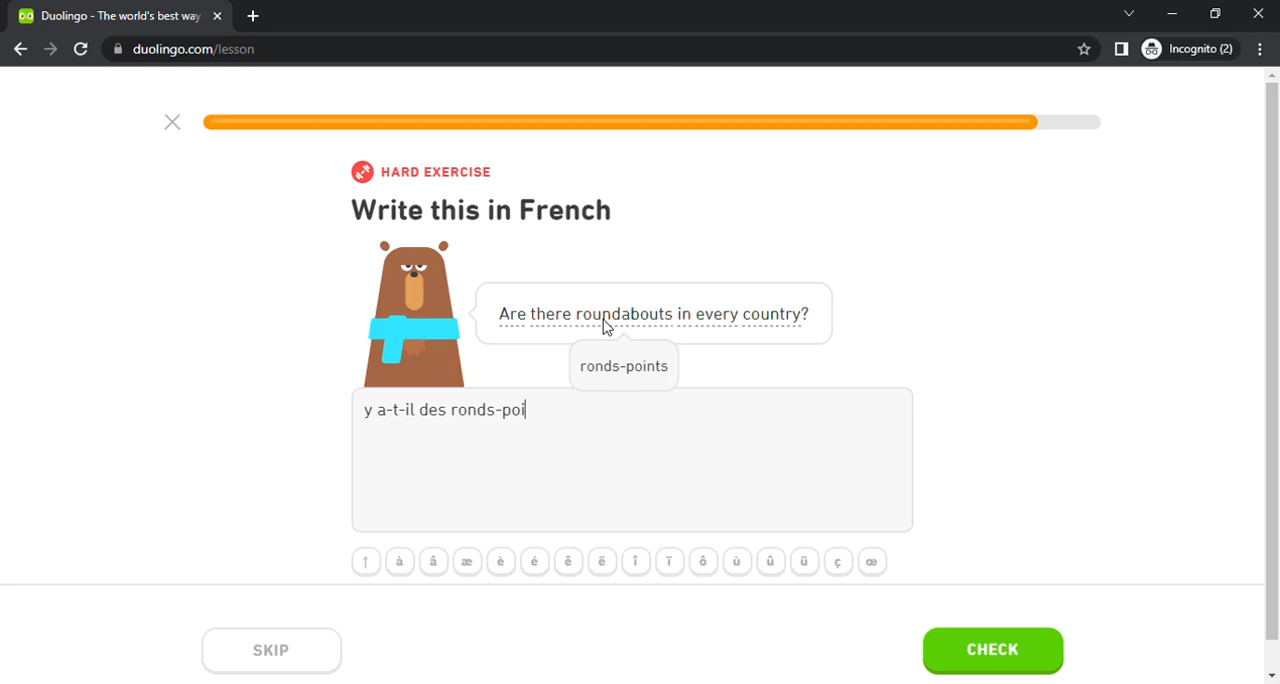 Duolingo - The world's best way
duolingo.com/lesson
Incognito (2)
HARD EXERCISE
Write this in French
Are there roundabouts in every country?
ronds-points
y a-t-il des ronds-poi
↑ à â æ è é ê ë î ï ô ù û ü ç œ
SKIP
CHECK